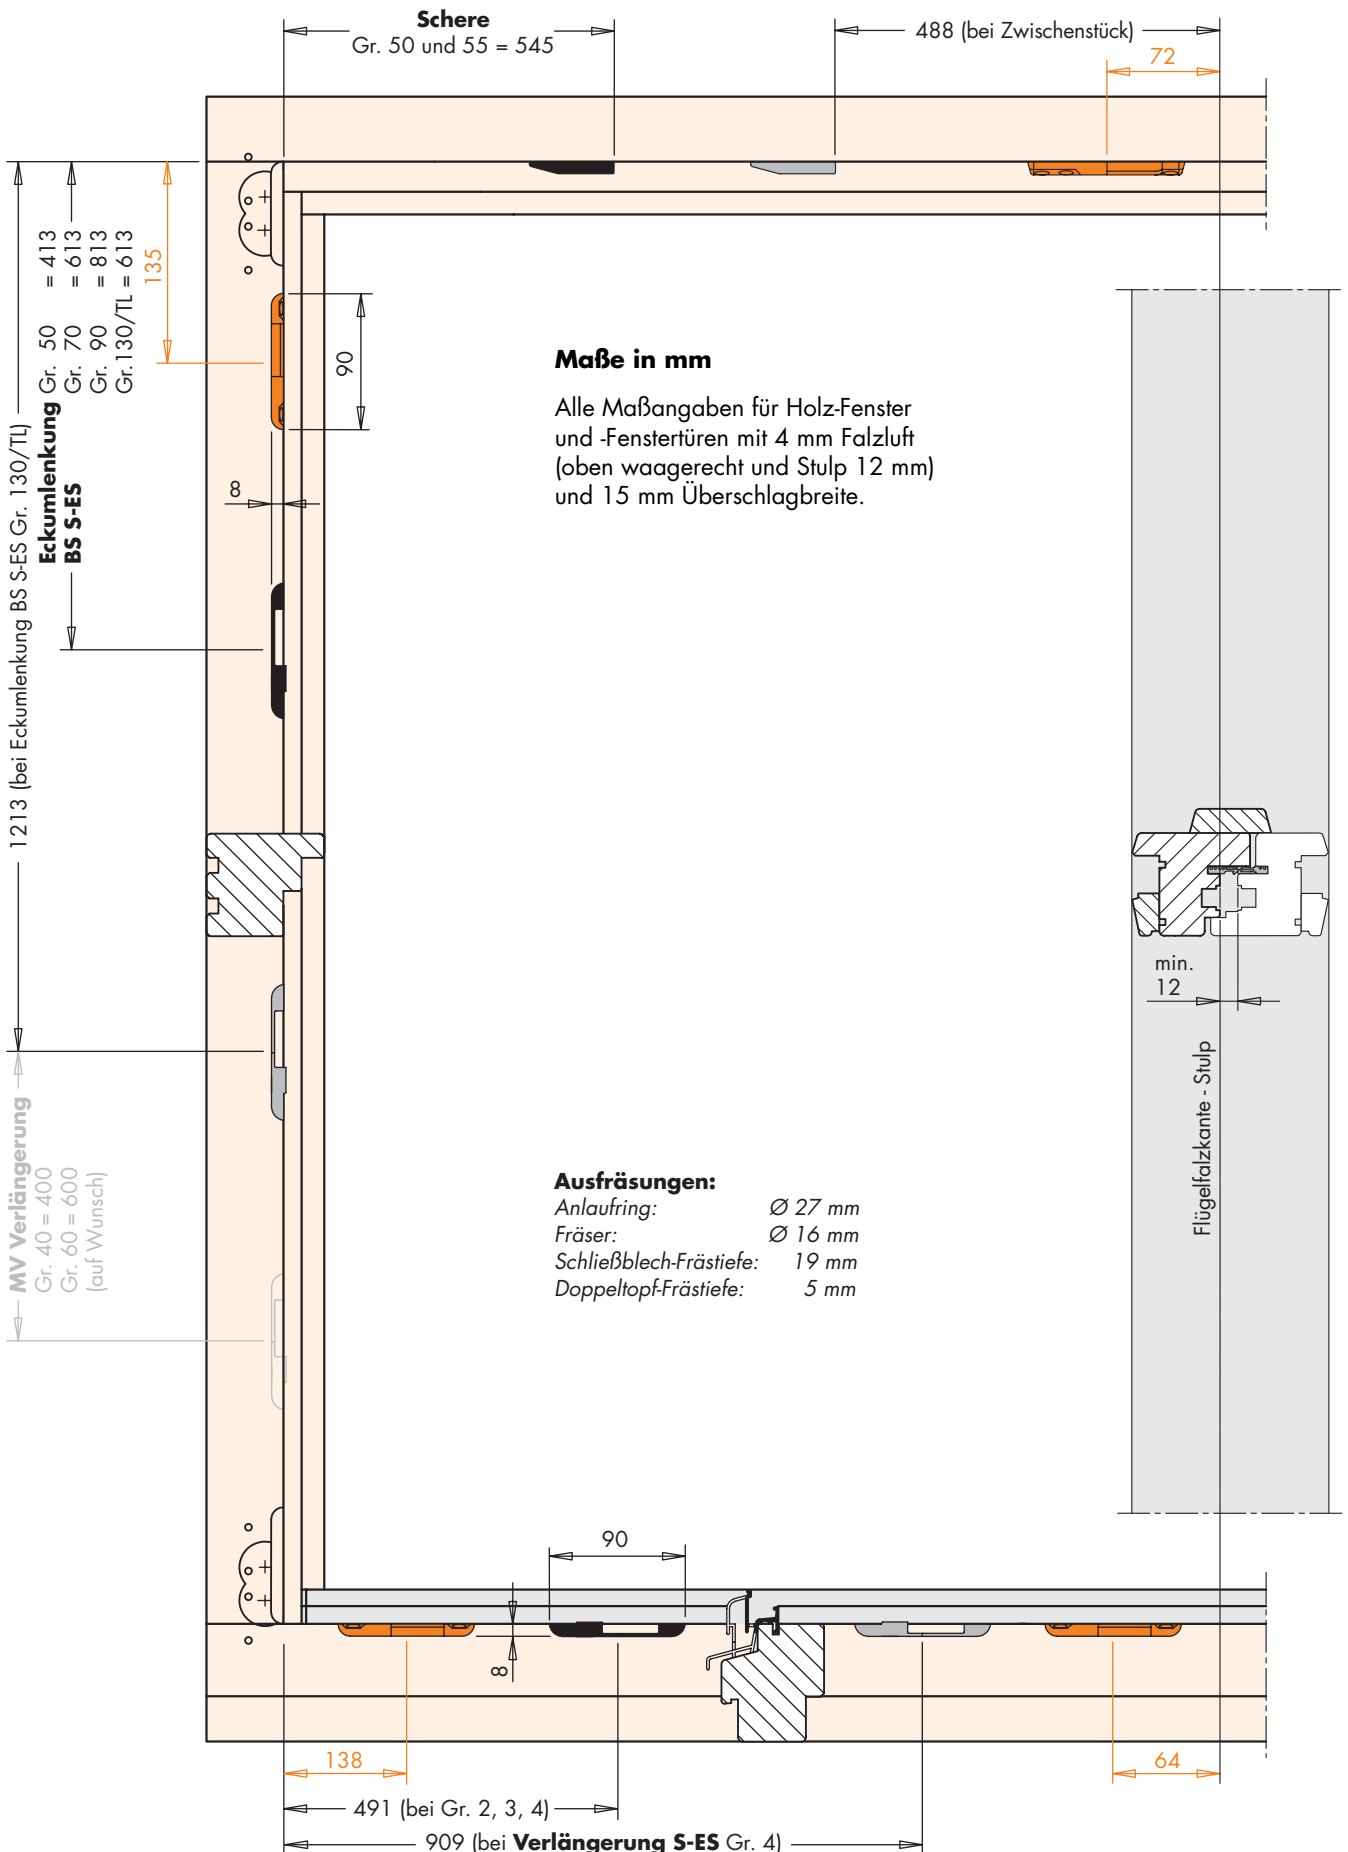 Schere
Gr. 50 und 55 = 545
488 (bei Zwischenstück)
72
1213 (bei Eckumlenkung BS S-ES Gr. 130/TL)
Eckumlenkung
BS S-ES
Gr. 50 = 413
Gr. 70 = 613
Gr. 90 = 813
Gr.130/TL = 613
135
90
8
Maße in mm
Alle Maßangaben für Holz-Fenster
und -Fenstertüren mit 4 mm Falzluft
(oben waagerecht und Stulp 12 mm)
und 15 mm Überschlagbreite.
min.
12
Flügelfalzkante - Stulp
MV Verlängerung
Gr. 40 = 400
Gr. 60 = 600
(auf Wunsch)
Ausfräsungen:
Anlaufring: Ø 27 mm
Fräser: Ø 16 mm
Schließblech-Frästiefe: 19 mm
Doppeltopf-Frästiefe: 5 mm
90
8
138
64
491 (bei Gr. 2, 3, 4)
909 (bei Verlängerung S-ES Gr. 4)